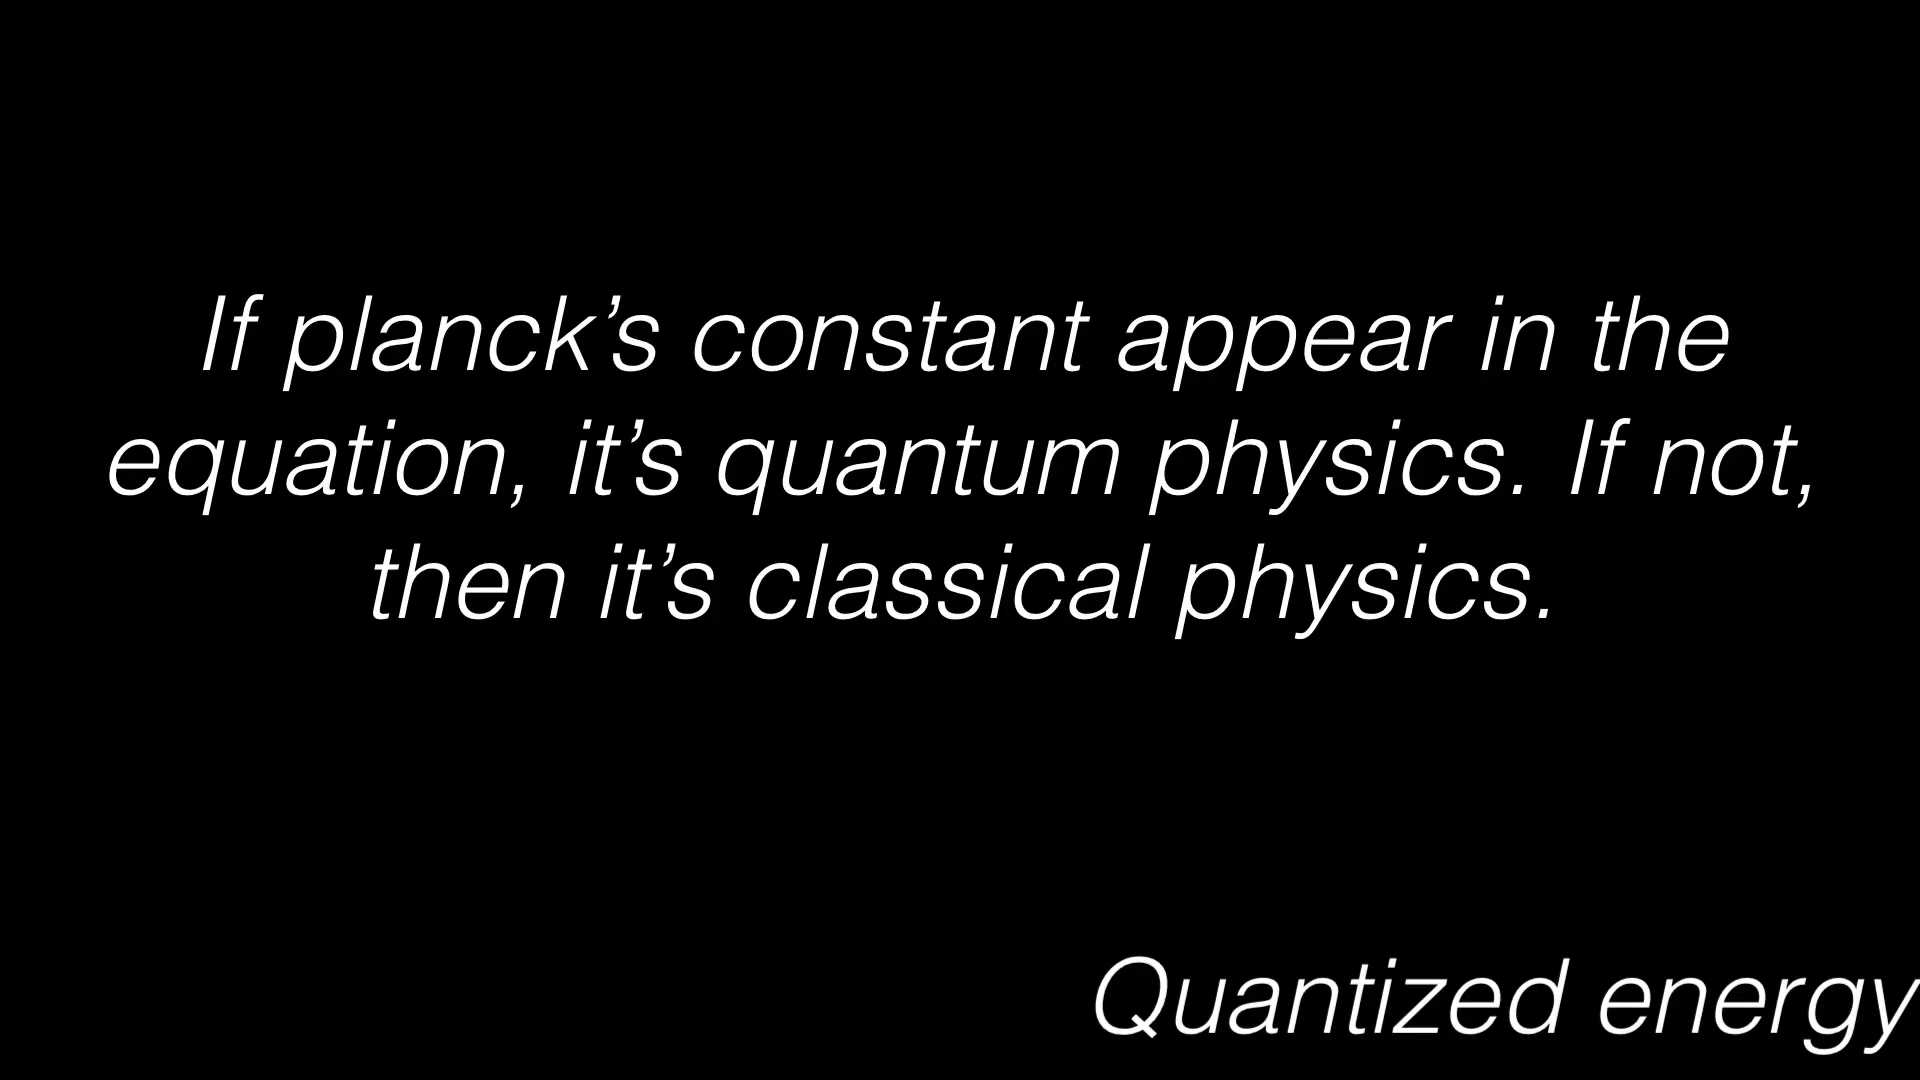 If planck’s constant appear in the
equation, it’s quantum physics. If not,
then it’s classical physics.
Quantized energy